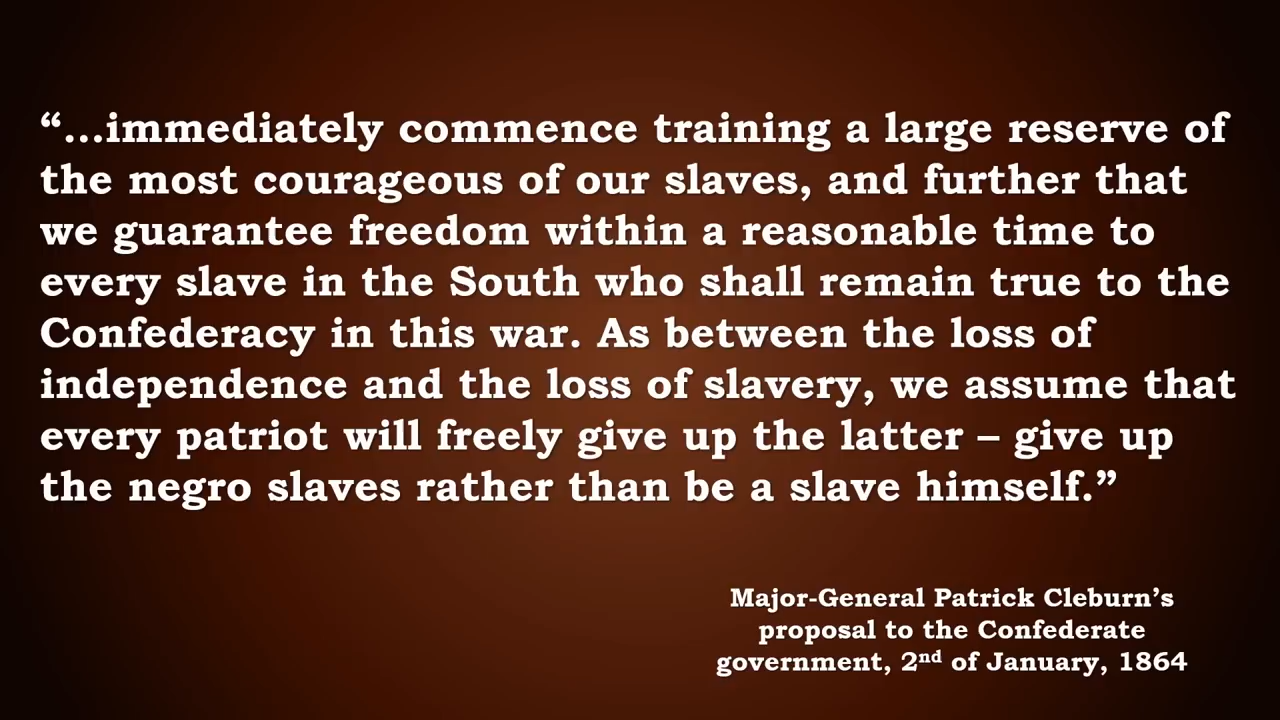 “...immediately commence training a large reserve of
the most courageous of our slaves, and further that
we guarantee freedom within a reasonable time to
every slave in the South who shall remain true to the
Confederacy in this war. As between the loss of
independence and the loss of slavery, we assume that
every patriot will freely give up the latter – give up
the negro slaves rather than be a slave himself.”
Major-General Patrick Cleburn’s
proposal to the Confederate
government, 2nd of January, 1864